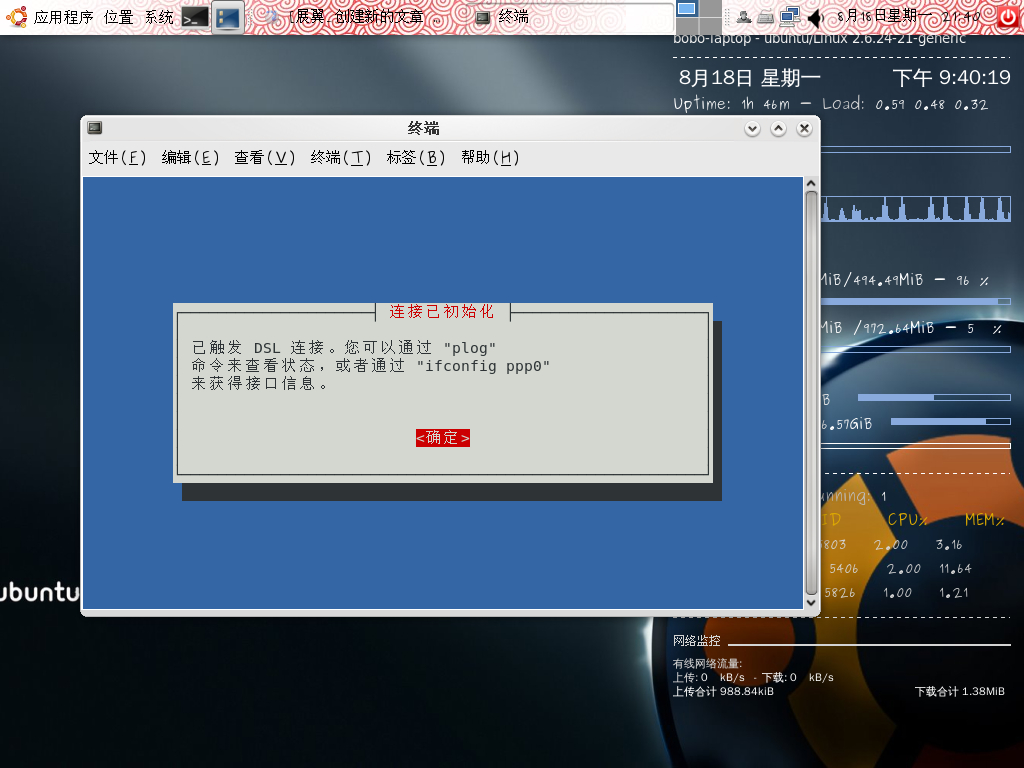 应用程序 位置 系统
[展翼_创建新的文章 ..
终端
8月18日星期一 21:40
bobo-laptop - ubuntu/Linux 2.6.24-21-generic
8月18日 星期一 下午 9:40:19
Uptime: 1h 46m – Load: 0.59 0.48 0.32
终端
文件(F) 编辑(E) 查看(V) 终端(T) 标签(B) 帮助(H)
连接已初始化
已触发 DSL 连接。您可以通过 "plog"
命令来查看状态，或者通过 "ifconfig ppp0"
来获得接口信息。
<确定>
MiB/494.49MiB – 96 %
MiB /972.64MiB – 5 %
B
6.57GiB
unning: 1
ID CPU% MEM%
5803 2.00 3.16
5406 2.00 11.64
5826 1.00 1.21
ubuntu
网络监控
有线网络流量:
上传: 0 kB/s - 下载: 0 kB/s
上传合计 988.84kiB 下载合计 1.38MiB